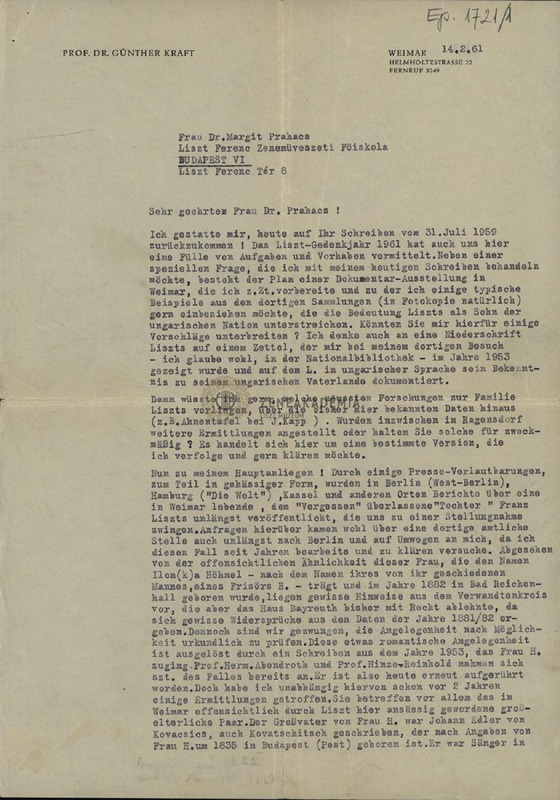 Ep. 1721/1
PROF. DR. GÜNTHER KRAFT
WEIMAR 14.2.61
HELMHOLTZSTRASSE 22
FERNRUF 3249
Frau Dr.Margit Prahacs
Liszt Ferenc Zenemüveszeti Föiskola
BUDAPEST VI
Liszt Ferenc Tér 8
Sehr geehrten Frau Dr. Prahacs !
Ich gestatte mir, heute auf Ihr Schreiben vom 31.Juli 1959
zurückzukommen ! Das Liszt-Gedenkjahr 1961 hat auch uns hier
eine Fülle von Aufgaben und Vorhaben vermittelt.Neben einer
speziellen Frage, die ich mit meinem heutigen Schreiben behandeln
möchte, besteht der Plan einer Dokumentar-Ausstellung in
Weimar, die ich z.Zt.vorbereite und zu der ich einige typische
Beispiele aus den dortigen Sammlungen (in Fotokopie natürlich)
gern einbeziehen möchte, die die Bedeutung Liszts als Sohn der
ungarischen Nation unterstreichen. Könnten Sie mir hierfür einige
Vorschläge unterbreiten ? Ich denke auch an eine Niederschrift
Liszts auf einem Zettel, der mir bei meinem dortigen Besuch
- ich glaube wohl, in der Nationalbibliothek - im Jahre 1953
gezeigt wurde und auf dem L. in ungarischer Sprache sein Bekennt-
nis zu seinem ungarischen Vaterlande dokumentiert.
Dann wüsste ich gern, welche neuesten Forschungen zur Familie
Liszts vorliegen, über die bisher hier bekannten Daten hinaus
(z.B.Ahnentafel bei J.Kapp ) . Wurden inzwischen in Ragensdorf
weitere Ermittlungen angestellt oder halten Sie solche für zweck-
mäßig ? Es handelt sich hier um eine bestimmte Version, die
ich verfolge und gern klären möchte.
ZENEAKADÉMIA
Nun zu meinem Hauptanliegen ! Durch einige Presse-Verlautbarungen,
zum Teil in gehässiger Form, wurden in Berlin (West-Berlin),
Hamburg ("Die Welt") ,Kassel und anderen Orten Berichte über eine
in Weimar lebende , dem "Vergessen" überlassene"Tochter " Franz
Liszts unlängst veröffentlicht, die uns zu einer Stellungnahme
zwingen.Anfragen hierüber kamen wohl über eine dortige amtliche
Stelle auch unlängst nach Berlin und auf Umwegen an mich, da ich
diesen Fall seit Jahren bearbeite und zu klären versuche. Abgesehen
von der offensichtlichen Ähnlichkeit dieser Frau, die den Namen
Ilon(k)a Höhnel - nach dem Namen ihres von ihr geschiedenen
Mannes,eines Frisörs H. - trügt und im Jahre 1882 in Bad Reichen-
hall geboren wurde,liegen gewisse Hinweise aus dem Verwandtenkreis
vor, die aber das Haus Bayreuth bisher mit Recht ablehnte, da
sich gewisse Widersprüche aus den Daten der Jahre 1881/82 er-
geben.Dennoch sind wir gezwungen, die Angelegenheit nach Möglich-
keit urkundlich zu prüfen.Diese etwas romantische Angelegenheit
ist ausgelöst durch ein Schreiben aus dem Jahre 1953, das Frau H.
zuging.Prof.Herm.Abendroth und Prof.Hinze-Reinhold nahmen sich
szt. des Falles bereits an.Er ist also heute erneut aufgerührt
worden.Doch habe ich unabhängig hiervon schon vor 2 Jahren
einige Ermittlungen getroffen.Sie betreffen vor allem das in
Weimar offensichtlich durch Liszt hier ansässig gewordene groß-
elterliche Paar.Der Großvater von Frau H. war Johann Edler von
Kovacsics, auch Kovatschitsch geschrieben, der nach Angaben von
Frau H.um 1835 in Budapest (Pest) geboren ist.Er war Sänger in